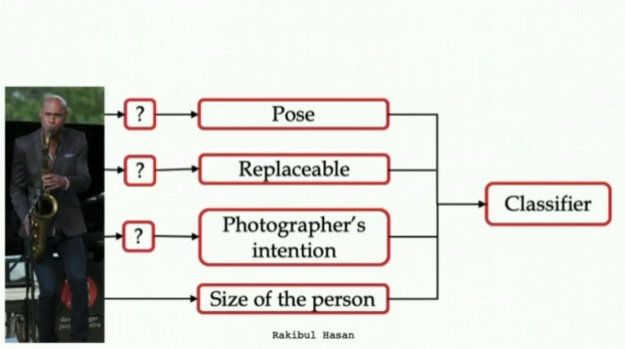 ?
Pose
?
Replaceable
?
Photographer's
intention
Size of the person
Classifier
Rakibul Hasan